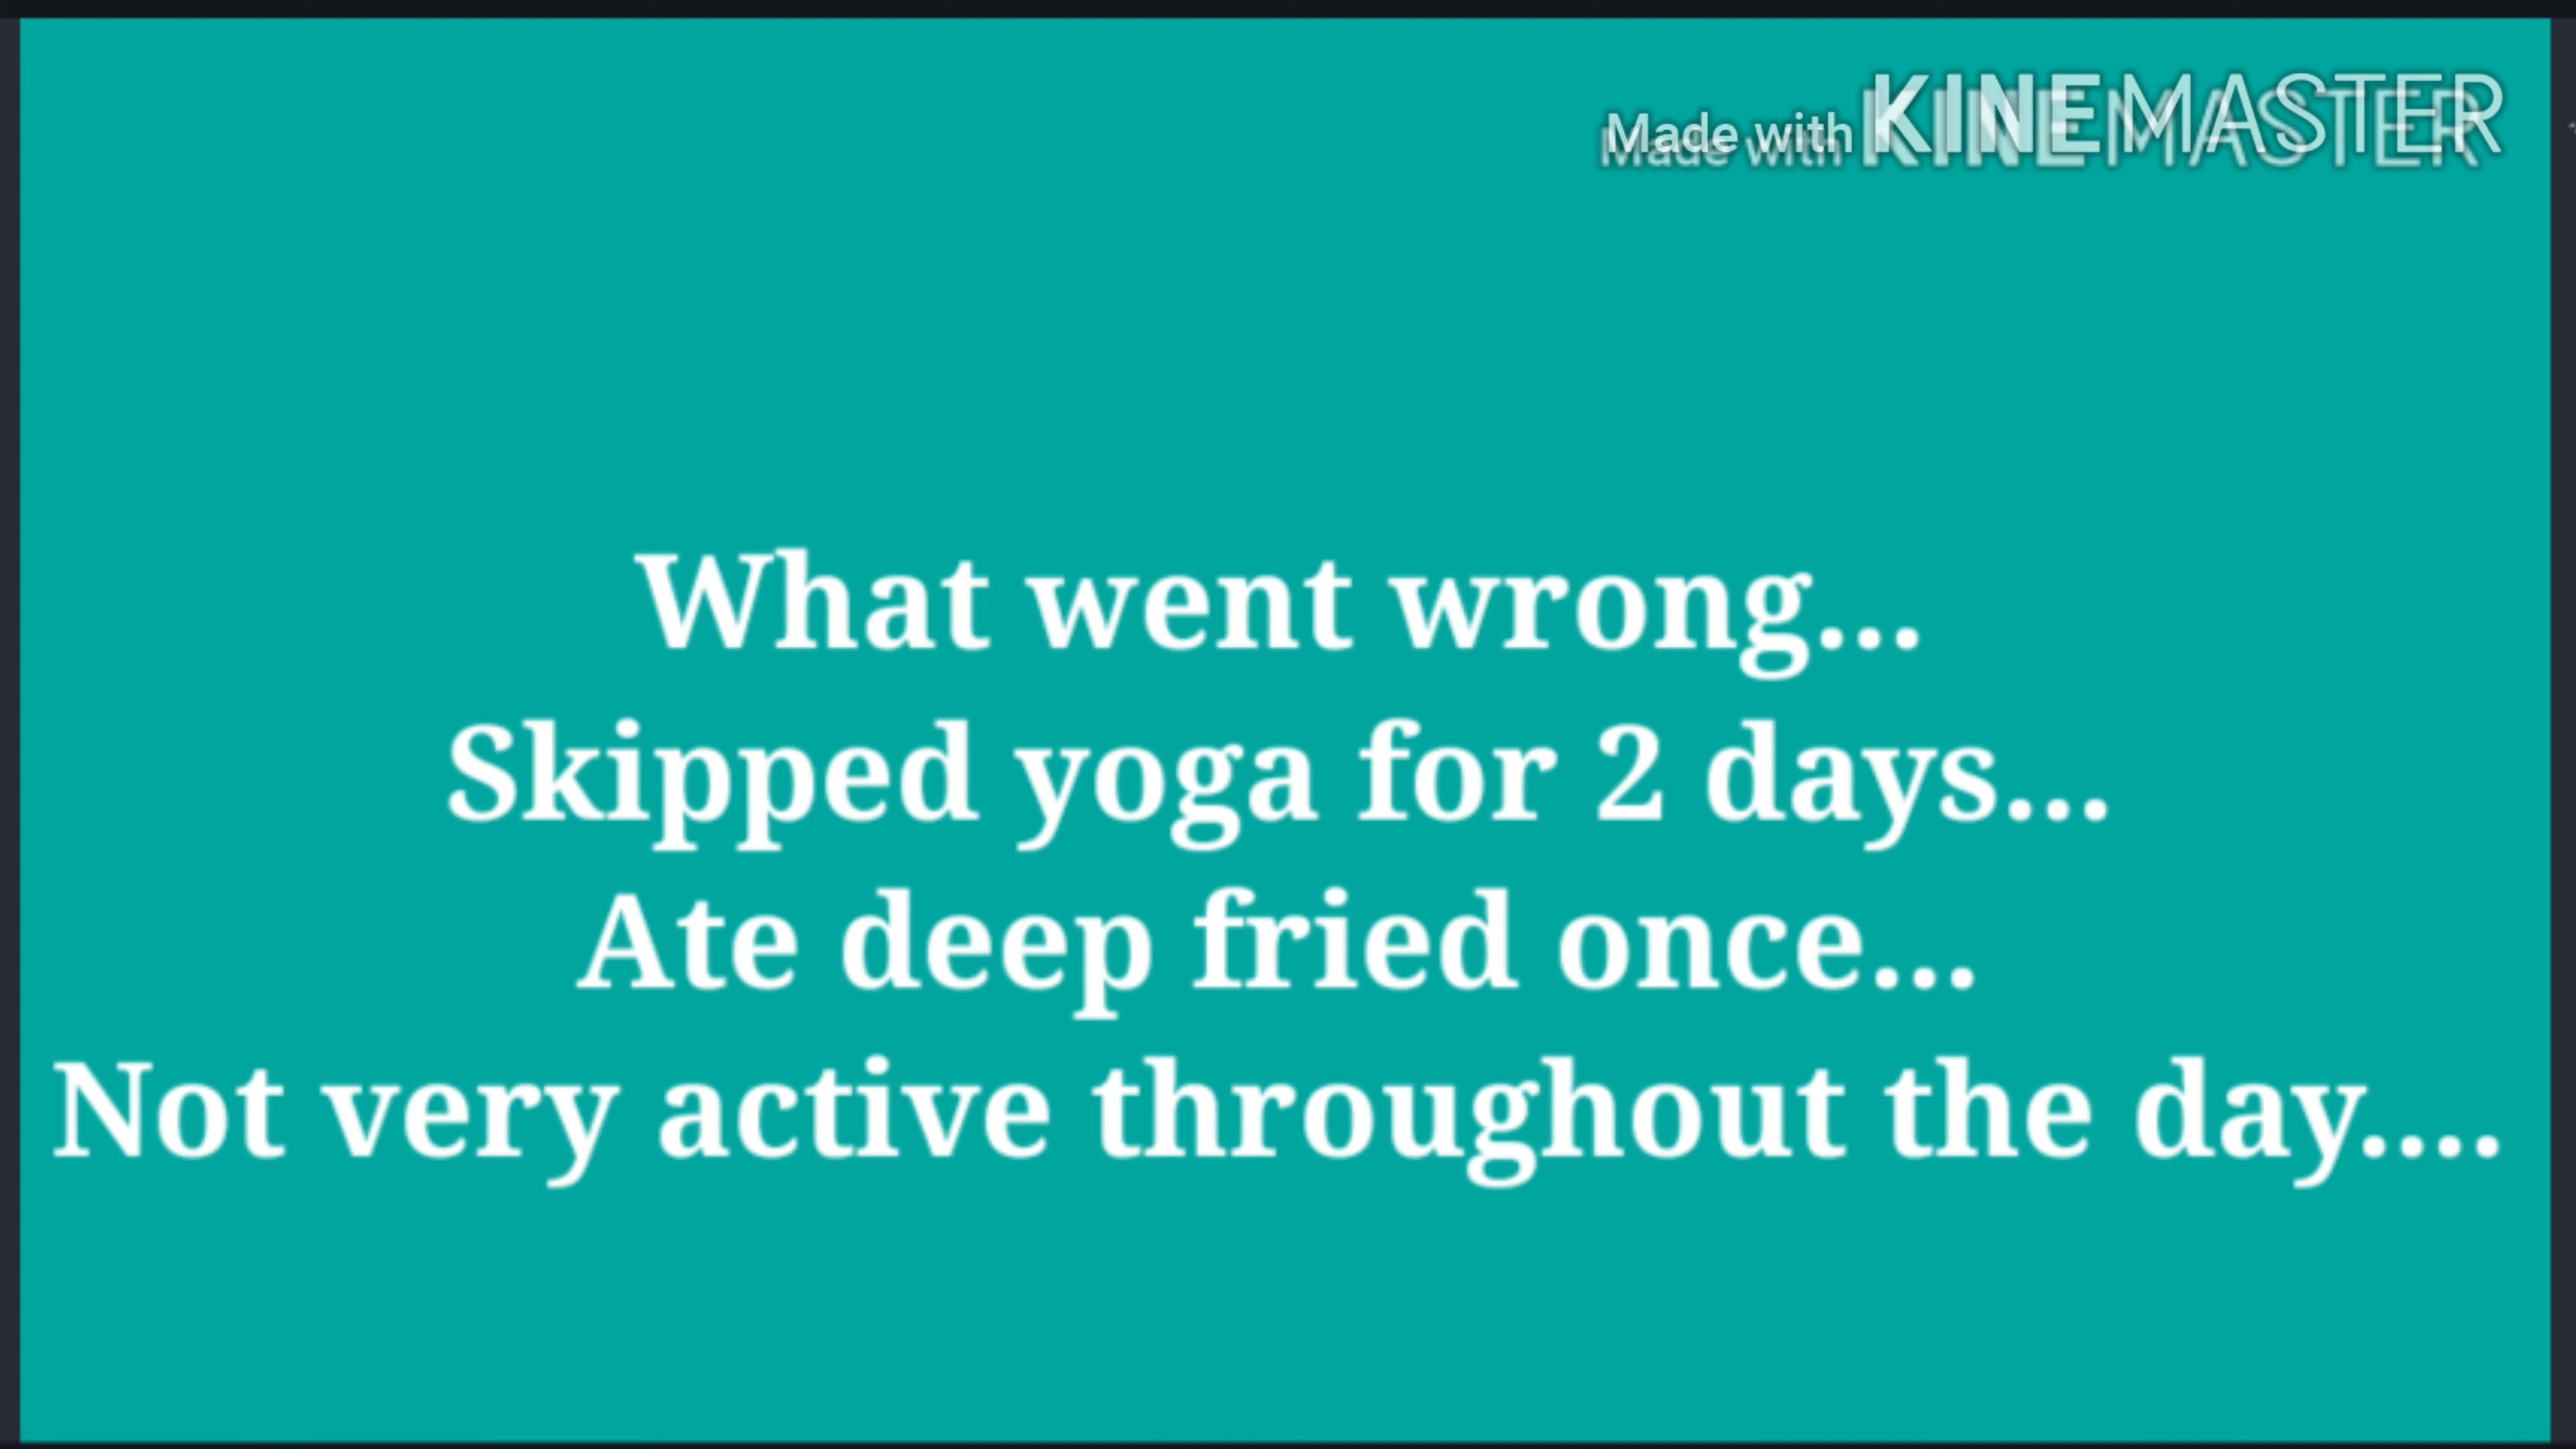 Made with KINEMASTER
What went wrong...
Skipped yoga for 2 days...
Ate deep fried once...
Not very active throughout the day....